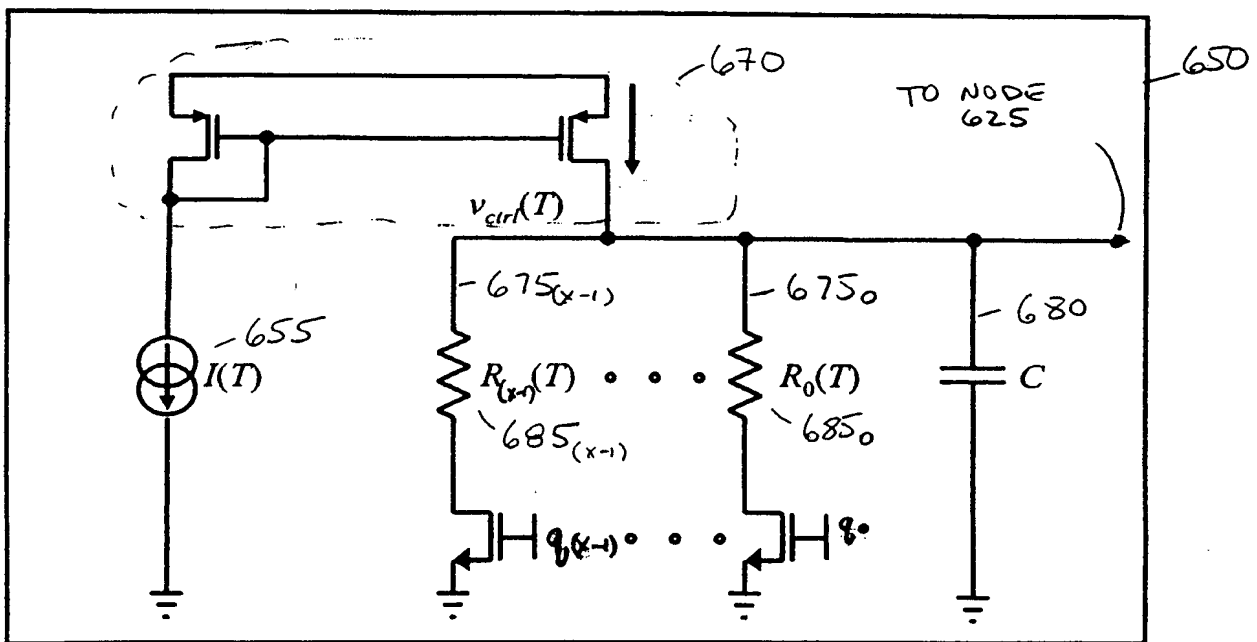 670
650
TO NODE
625
v_ctrl(T)
675(x-1)
675₀
680
655
I(T)
R(x-1)(T)
R₀(T)
C
685(x-1)
685₀
q(x-1)
q₀